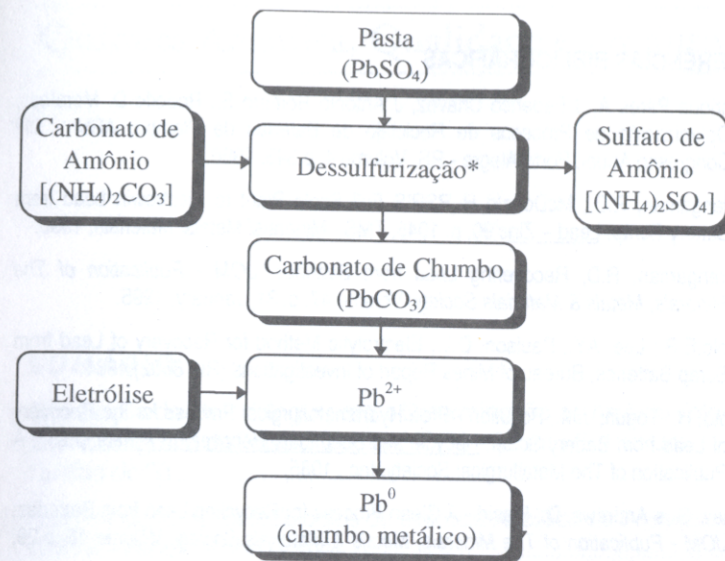 Pasta
(PbSO₄)
Carbonato de
Amônio
[(NH₄)₂CO₃]
Dessulfurização*
Sulfato de
Amônio
[(NH₄)₂SO₄]
Carbonato de Chumbo
(PbCO₃)
Eletrólise
Pb²⁺
Pb⁰
(chumbo metálico)